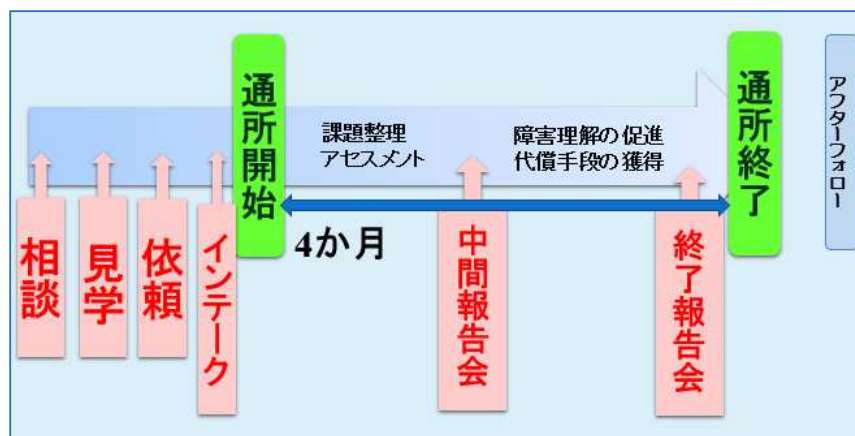 相談
見学
依頼
インテーク
通所開始
課題整理
アセスメント
4か月
中間報告会
障害理解の促進
代償手段の獲得
終了報告会
通所終了
アフターフォロー